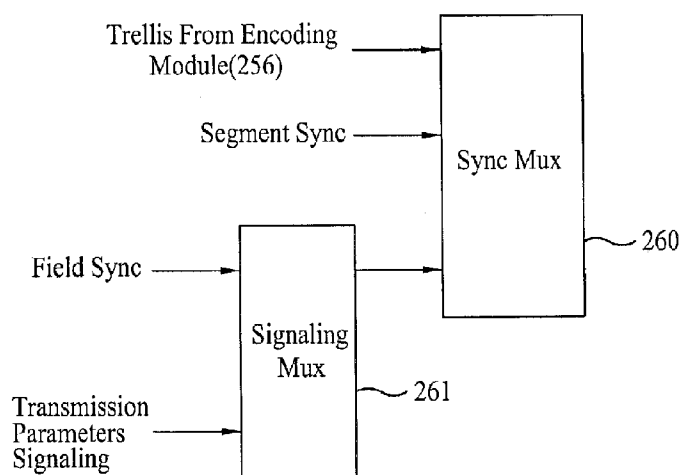 Trellis From Encoding
Module(256)
Segment Sync
Sync Mux
260
Field Sync
Signaling
Mux
261
Transmission
Parameters
Signaling